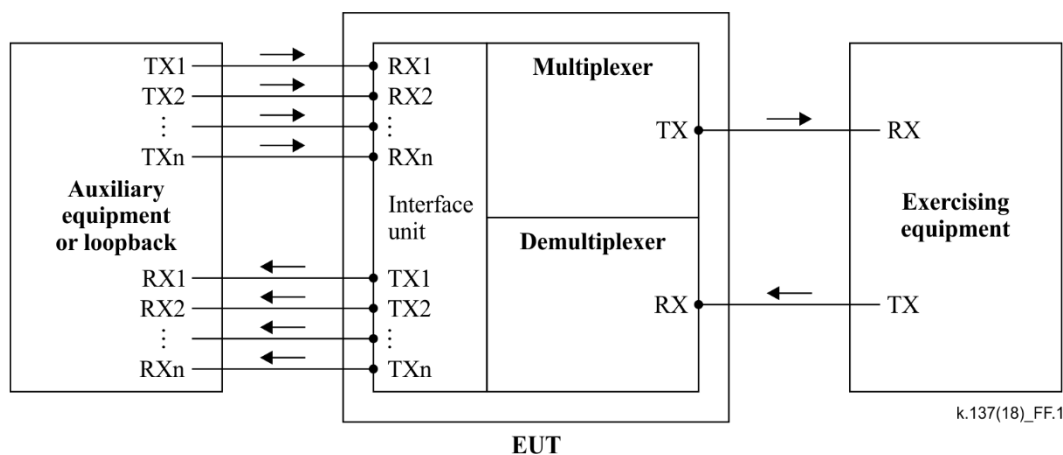 TX1
TX2
⋮
TXn
Auxiliary
equipment
or loopback
RX1
RX2
⋮
RXn
RX1
RX2
⋮
RXn
Interface
unit
TX1
TX2
⋮
TXn
Multiplexer
TX
Demultiplexer
RX
RX
Exercising
equipment
TX
k.137(18)_FF.1
EUT